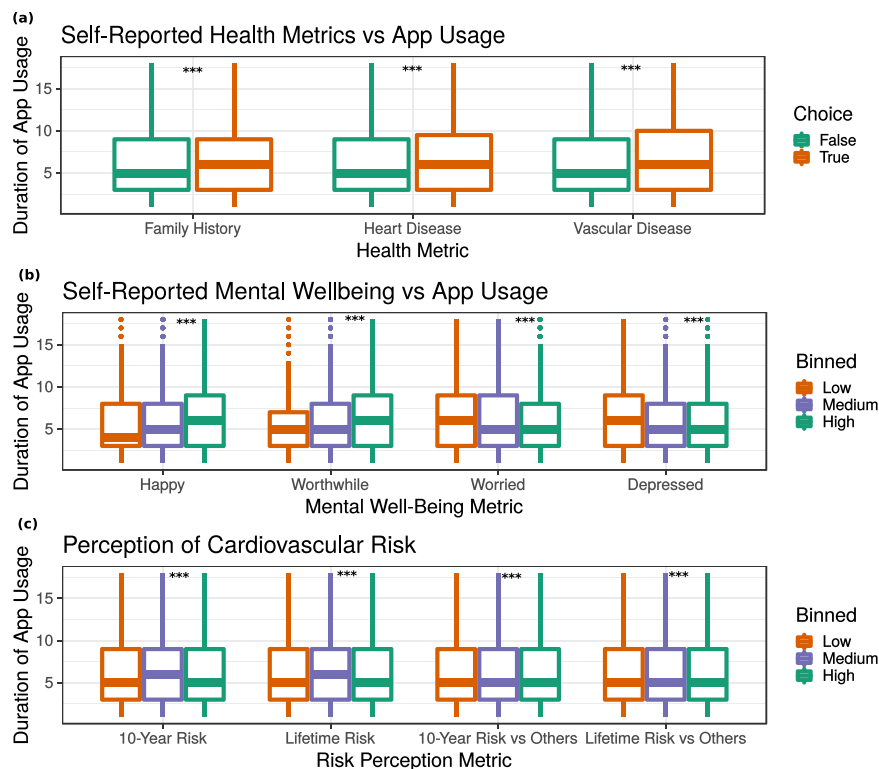 (a)
Self-Reported Health Metrics vs App Usage
Duration of App Usage
15
10
5
***
***
***
Family History
Heart Disease
Vascular Disease
Health Metric
Choice
False
True
(b)
Self-Reported Mental Wellbeing vs App Usage
Duration of App Usage
15
10
5
***
***
***
***
Happy
Worthwhile
Worried
Depressed
Mental Well-Being Metric
Binned
Low
Medium
High
(c)
Perception of Cardiovascular Risk
Duration of App Usage
15
10
5
***
***
***
***
10-Year Risk
Lifetime Risk
10-Year Risk vs Others
Lifetime Risk vs Others
Risk Perception Metric
Binned
Low
Medium
High